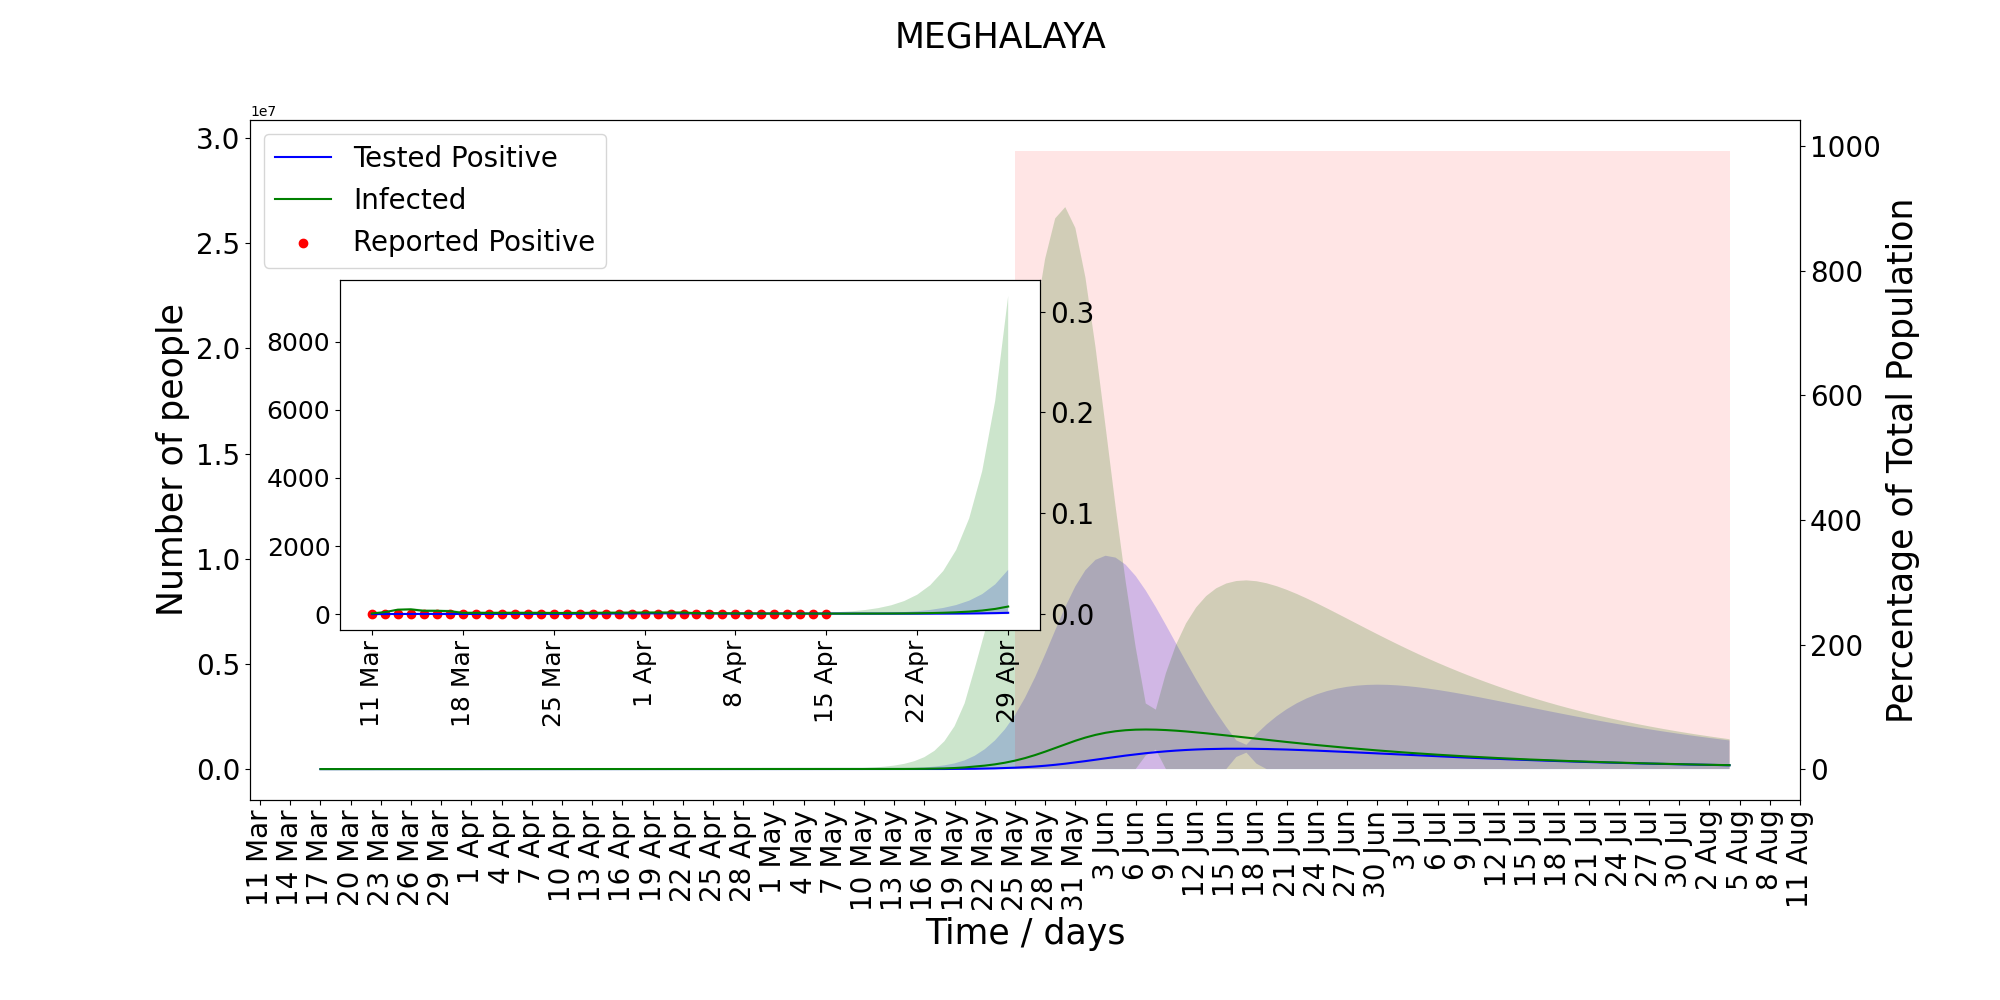 MEGHALAYA
1e7
3.0
2.5
2.0
1.5
1.0
0.5
0.0
Number of people
Tested Positive
Infected
Reported Positive
8000
6000
4000
2000
0
0.3
0.2
0.1
0.0
11 Mar
18 Mar
25 Mar
1 Apr
8 Apr
15 Apr
22 Apr
29 Apr
1000
800
600
400
200
0
Percentage of Total Population
11 Mar
14 Mar
17 Mar
20 Mar
23 Mar
26 Mar
29 Mar
1 Apr
4 Apr
7 Apr
10 Apr
13 Apr
16 Apr
19 Apr
22 Apr
25 Apr
28 Apr
1 May
4 May
7 May
10 May
13 May
16 May
19 May
22 May
25 May
28 May
31 May
3 Jun
6 Jun
9 Jun
12 Jun
15 Jun
18 Jun
21 Jun
24 Jun
27 Jun
30 Jun
3 Jul
6 Jul
9 Jul
12 Jul
15 Jul
18 Jul
21 Jul
24 Jul
27 Jul
30 Jul
2 Aug
5 Aug
8 Aug
11 Aug
Time / days